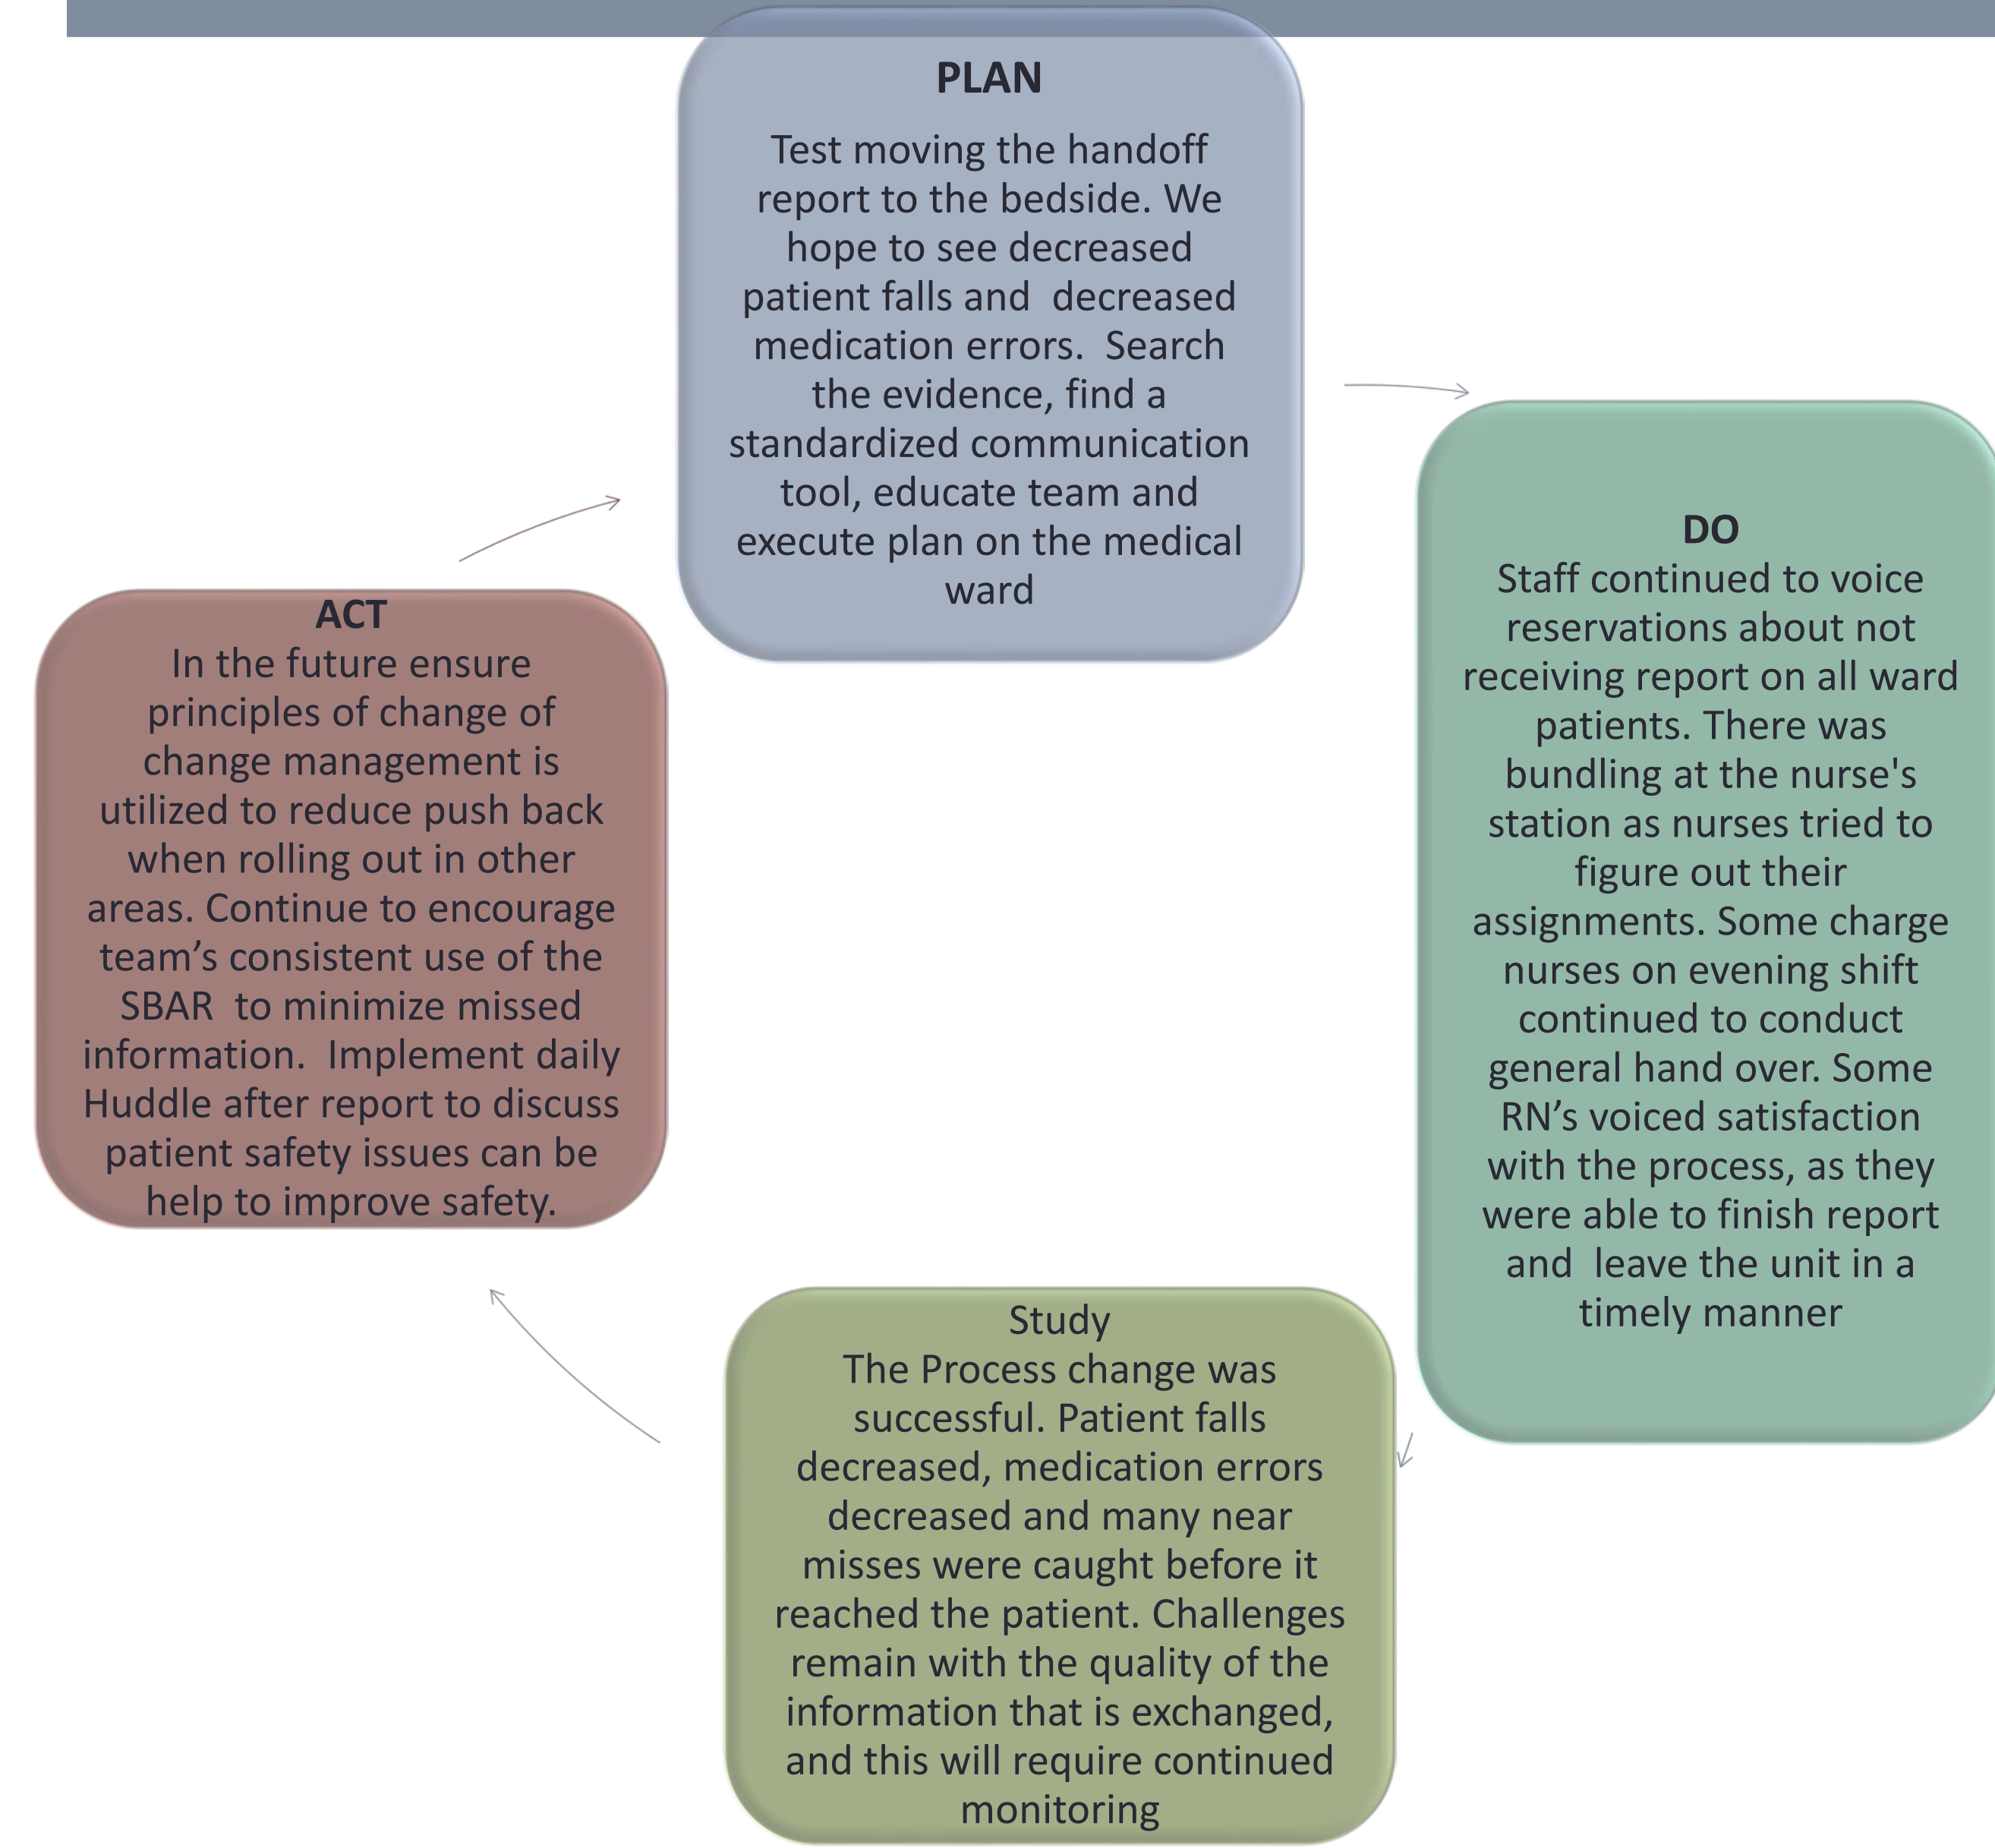 PLAN
Test moving the handoff
report to the bedside. We
hope to see decreased
patient falls and  decreased
medication errors.  Search
the evidence, find a
standardized communication
tool, educate team and
execute plan on the medical
ward
DO
Staff continued to voice
reservations about not
receiving report on all ward
patients. There was
bundling at the nurse's
station as nurses tried to
figure out their
assignments. Some charge
nurses on evening shift
continued to conduct
general hand over. Some
RN’s voiced satisfaction
with the process, as they
were able to finish report
and  leave the unit in a
timely manner
Study
The Process change was
successful. Patient falls
decreased, medication errors
decreased and many near
misses were caught before it
reached the patient. Challenges
remain with the quality of the
information that is exchanged,
and this will require continued
monitoring
ACT
In the future ensure
principles of change of
change management is
utilized to reduce push back
when rolling out in other
areas. Continue to encourage
team’s consistent use of the
SBAR  to minimize missed
information.  Implement daily
Huddle after report to discuss
patient safety issues can be
help to improve safety.